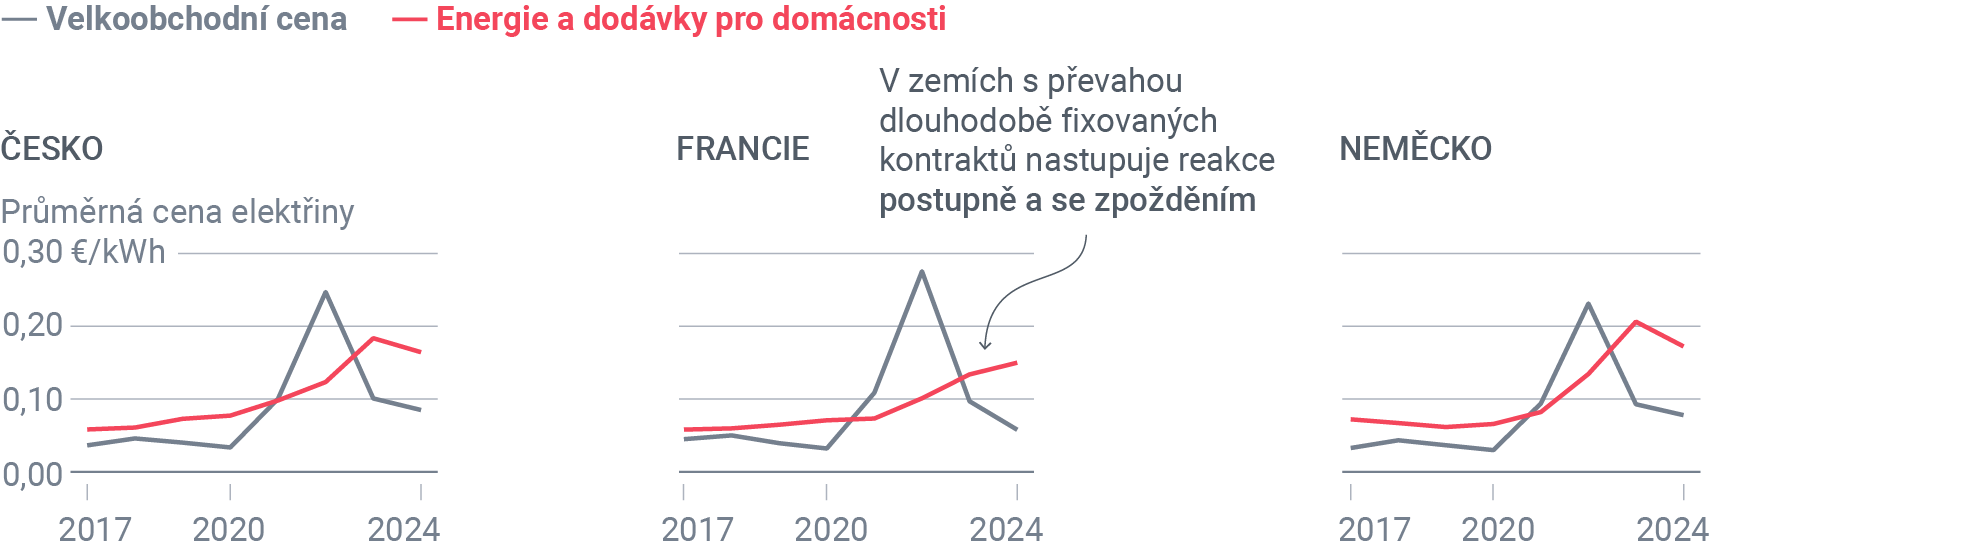 Velkoobchodní cena
Energie a dodávky pro domácnosti
V zemích s převahou
dlouhodobě fixovaných
kontraktů nastupuje reakce
postupně a se zpožděním
ČESKO
FRANCIE
NEMĚCKO
Průměrná cena elektřiny
0,30 €/kWh
0,20
0,10
0,00
2017 2020 2024
2017 2020 2024
2017 2020 2024